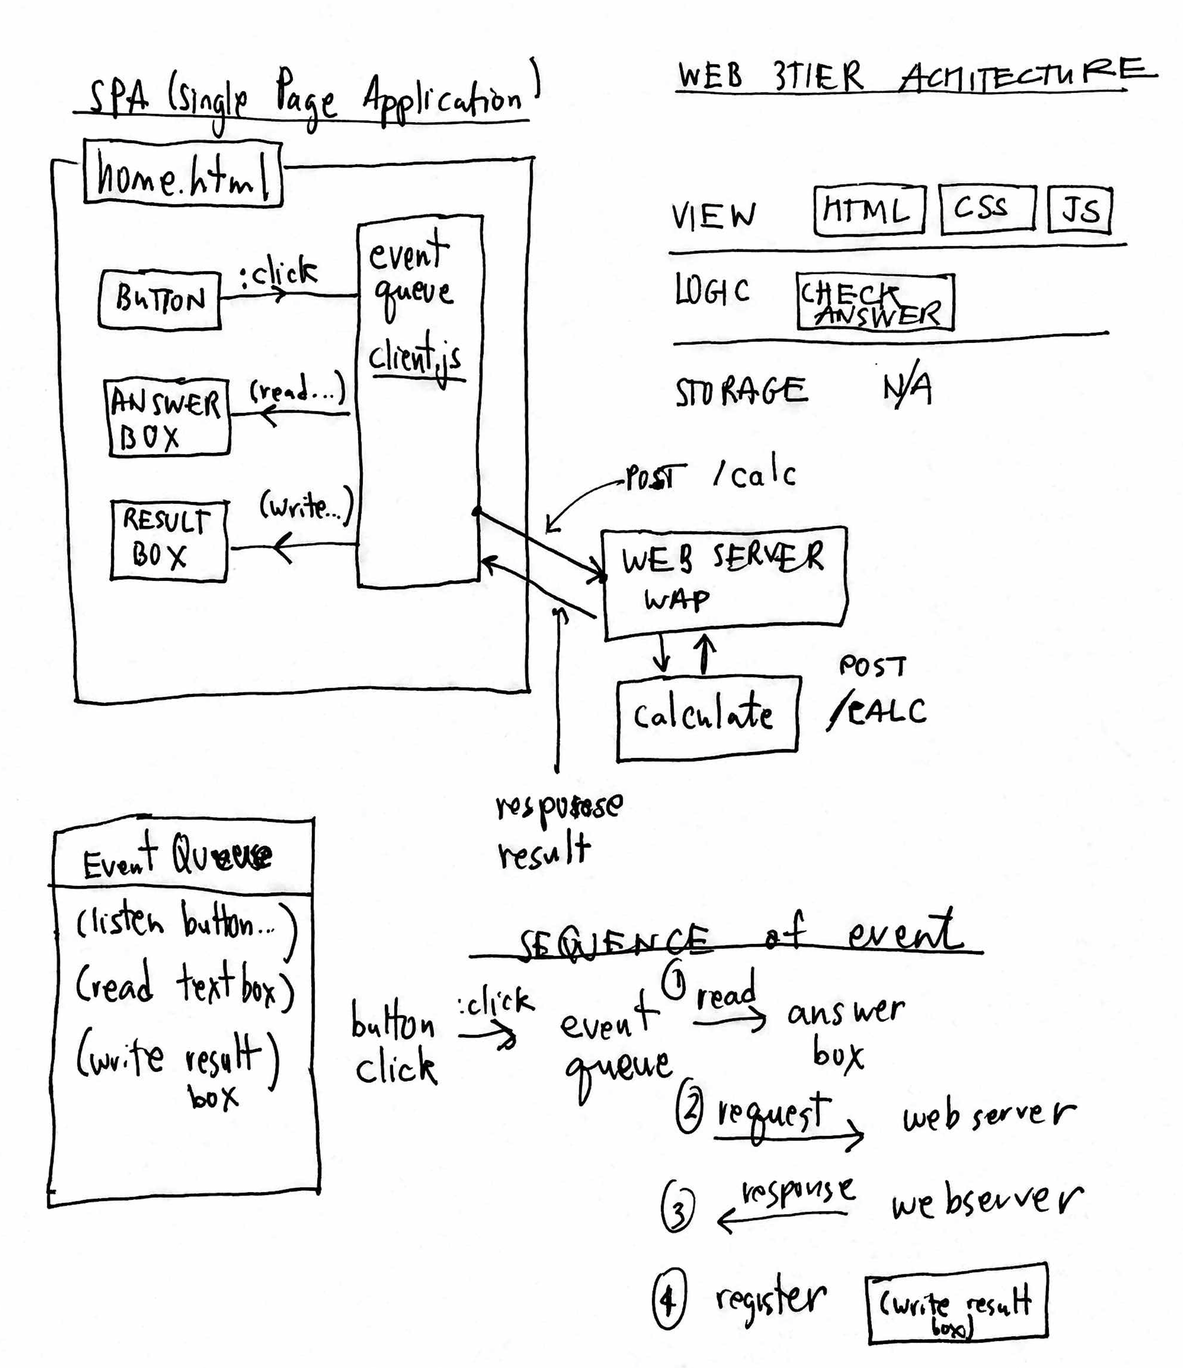 SPA (single Page Application)
WEB 3TIER ACHITECTURE
home.html
BUTTON
:click
event
queue
client.js
ANSWER
BOX
(read...)
RESULT
BOX
(write...)
VIEW HTML CSS JS
LOGIC CHECK
ANSWER
STORAGE N/A
POST /calc
WEB SERVER
WAP
calculate
POST
/CALC
response
result
Event Queue
(listen button...)
(read textbox)
(write result)
box
SEQUENCE of event
button
click
:click
event
queue
① read
answer
box
② request web server
③ response webserver
④ register (write result
box)